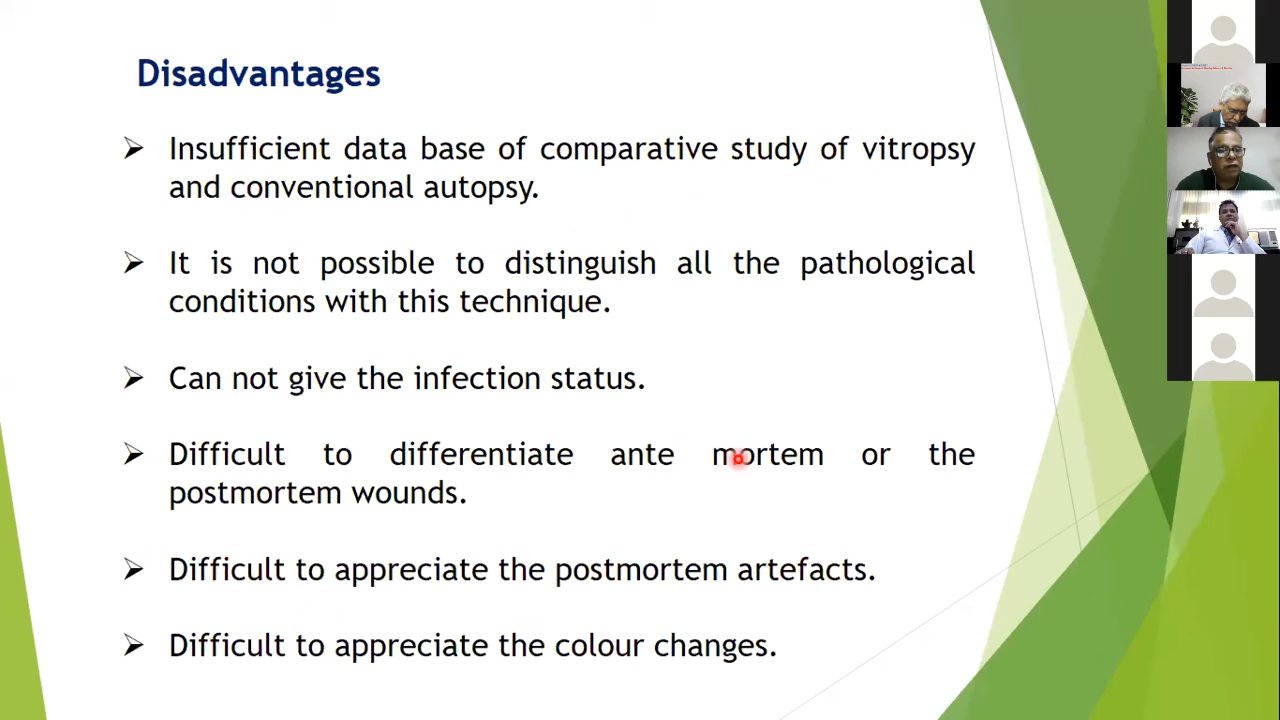 Disadvantages
Insufficient data base of comparative study of vitropsy
and conventional autopsy.
It is not possible to distinguish all the pathological
conditions with this technique.
Can not give the infection status.
Difficult to differentiate ante mortem or the
postmortem wounds.
Difficult to appreciate the postmortem artefacts.
Difficult to appreciate the colour changes.